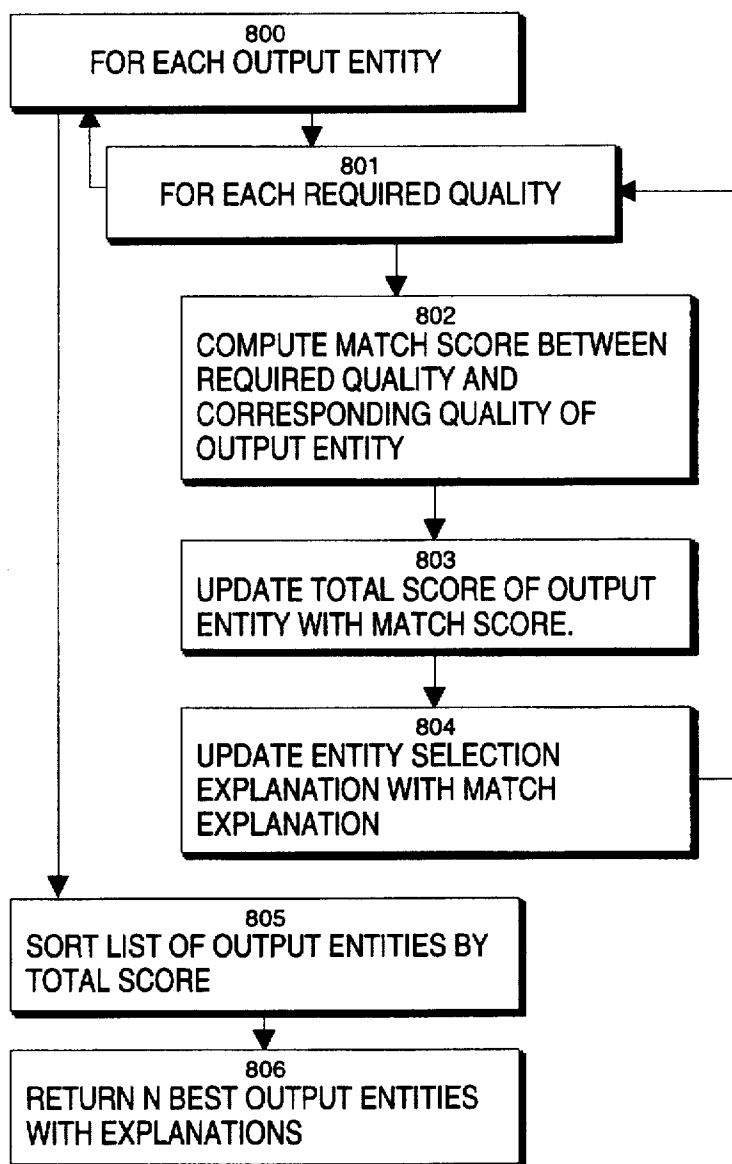 800
FOR EACH OUTPUT ENTITY
801
FOR EACH REQUIRED QUALITY
802
COMPUTE MATCH SCORE BETWEEN
REQUIRED QUALITY AND
CORRESPONDING QUALITY OF
OUTPUT ENTITY
803
UPDATE TOTAL SCORE OF OUTPUT
ENTITY WITH MATCH SCORE.
804
UPDATE ENTITY SELECTION
EXPLANATION WITH MATCH
EXPLANATION
805
SORT LIST OF OUTPUT ENTITIES BY
TOTAL SCORE
806
RETURN N BEST OUTPUT ENTITIES
WITH EXPLANATIONS